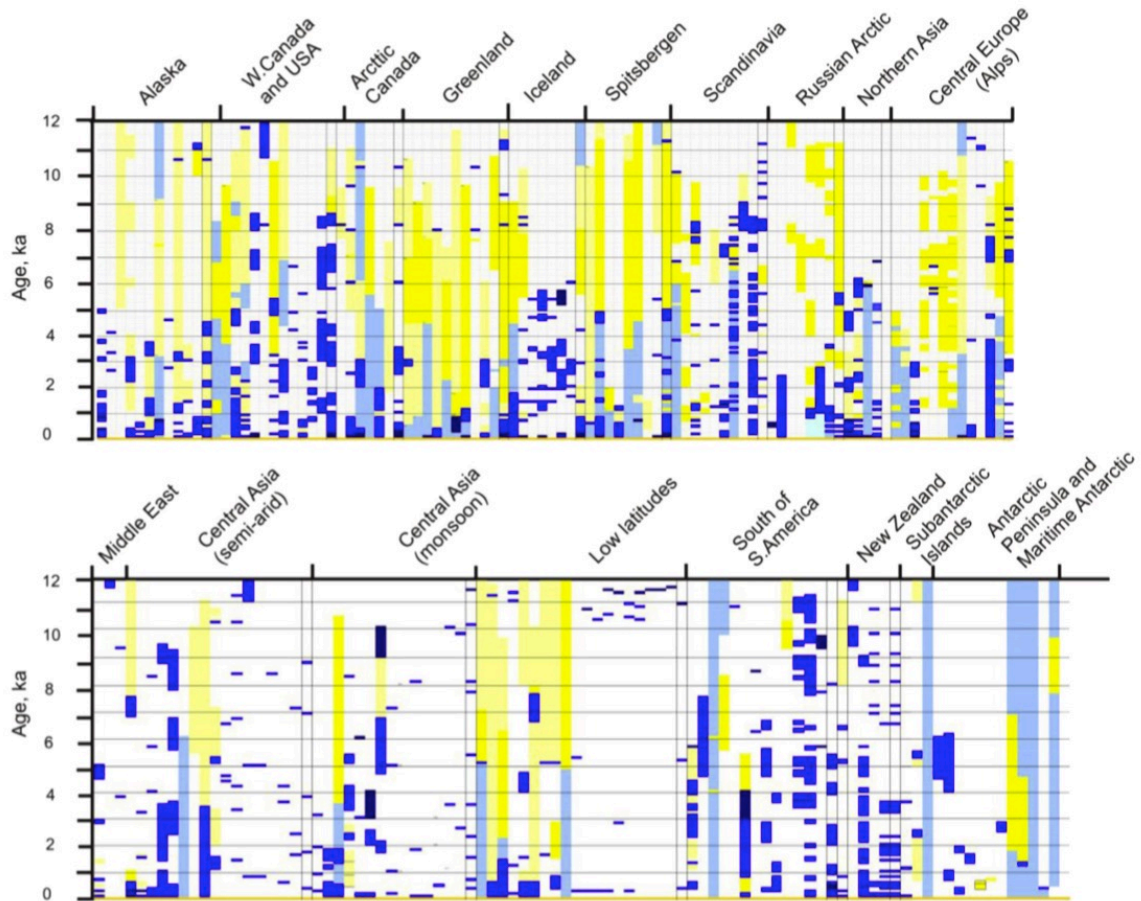 Alaska
W.Canada
and USA
Arcttic
Canada
Greenland
Iceland
Spitsbergen
Scandinavia
Russian Arctic
Northern Asia
Central Europe
(Alps)
Age, ka
12
10
8
6
4
2
0
Middle East
Central Asia
(semi-arid)
Central Asia
(monsoon)
Low latitudes
South of
S.America
New Zealand
Subantarctic
Islands
Antarctic
Peninsula and
Maritime Antarctic
Age, ka
12
10
8
6
4
2
0